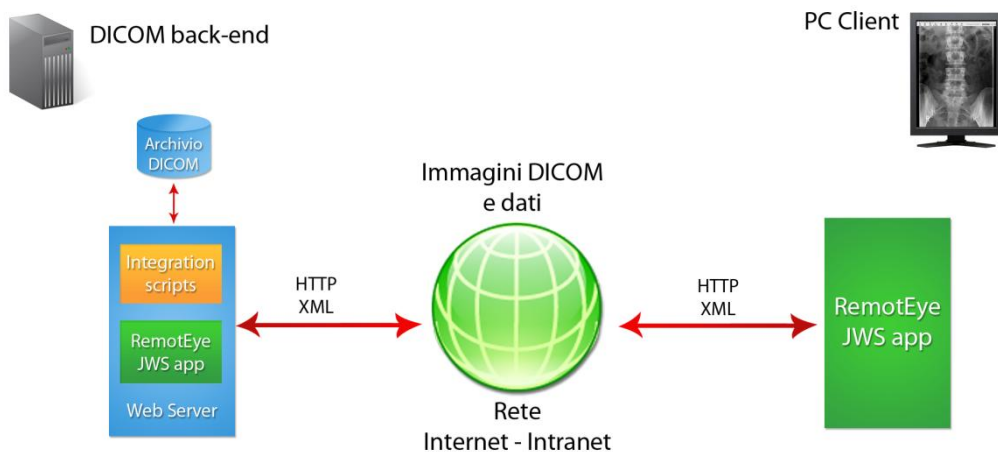 DICOM back-end
PC Client
Archivio
DICOM
Immagini DICOM
e dati
Integration
scripts
RemotEye
JWS app
Web Server
HTTP
XML
HTTP
XML
RemotEye
JWS app
Rete
Internet - Intranet